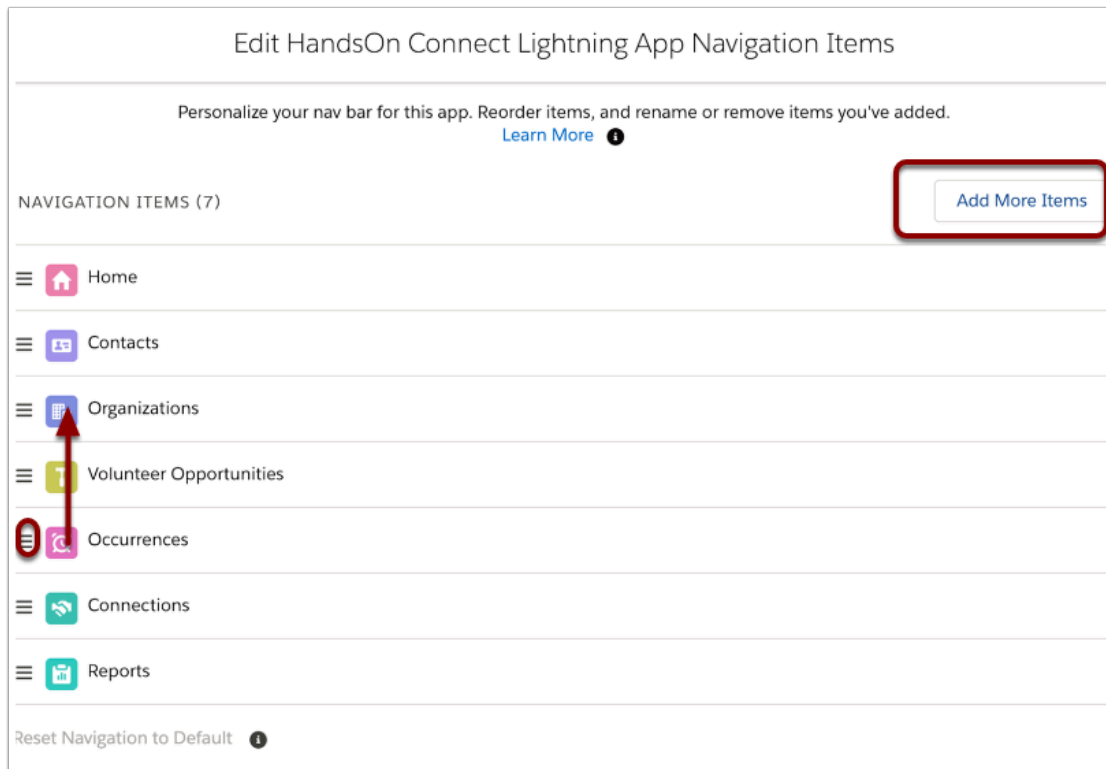 Edit HandsOn Connect Lightning App Navigation Items
Personalize your nav bar for this app. Reorder items, and rename or remove items you've added.
Learn More
NAVIGATION ITEMS (7)
Add More Items
Home
Contacts
Organizations
Volunteer Opportunities
Occurrences
Connections
Reports
Reset Navigation to Default